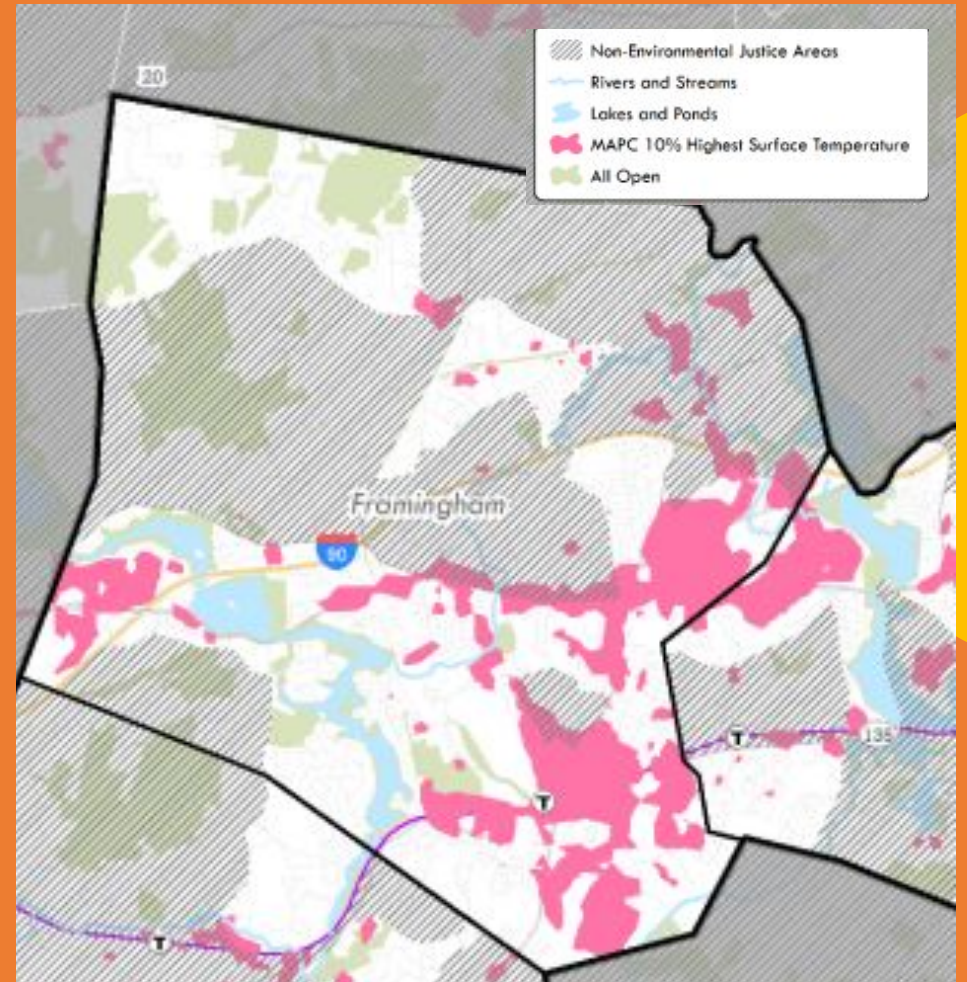 20
Non-Environmental Justice Areas
Rivers and Streams
Lakes and Ponds
MAPC 10% Highest Surface Temperature
All Open
Framingham
90
T
135
T
T